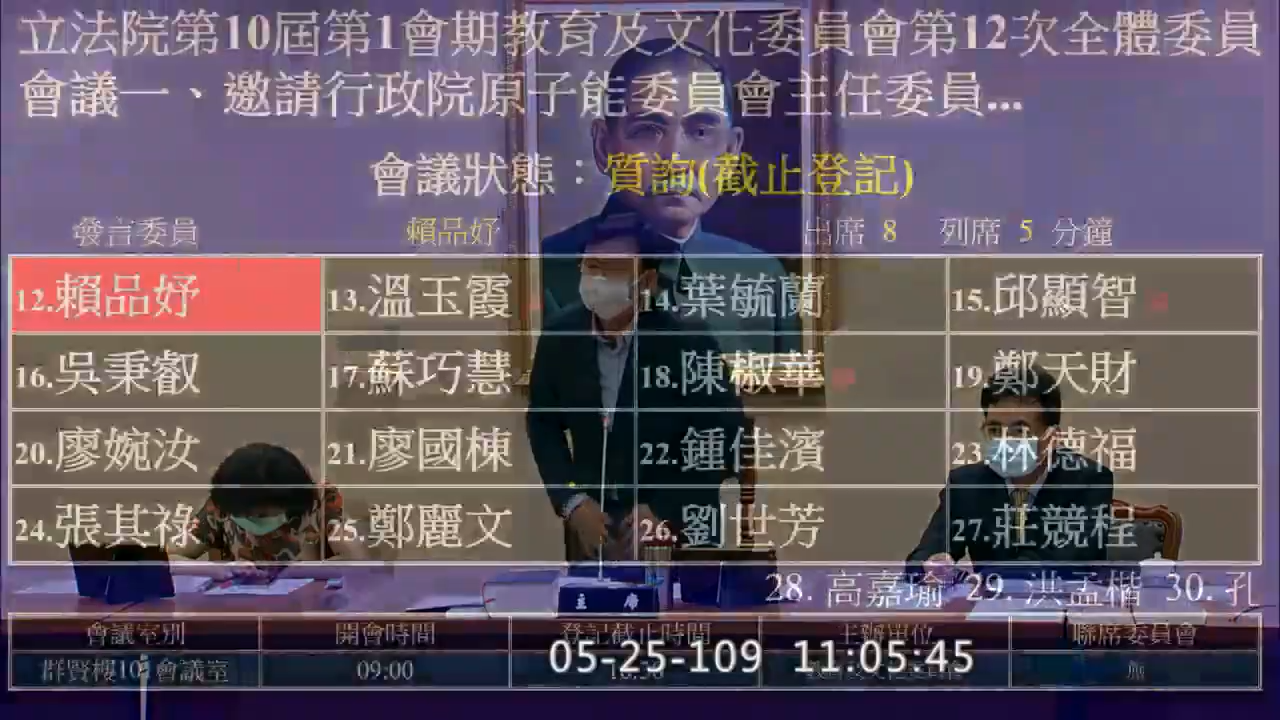 立法院第10屆第1會期教育及文化委員會第12次全體委員
會議一、邀請行政院原子能委員會主任委員...
會議狀態：質詢(截止登記)
發言委員 賴品妤 出席 8 列席 5 分鐘
12.賴品妤 13.溫玉霞 14.葉毓蘭 15.邱顯智
16.吳秉叡 17.蘇巧慧 18.陳椒華 19.鄭天財
20.廖婉汝 21.廖國棟 22.鍾佳濱 23.林德福
24.張其祿 25.鄭麗文 26.劉世芳 27.莊競程
28. 高嘉瑜 29. 洪孟楷 30. 孔
主席
會議室別 開會時間 登記截止時間 主辦單位 聯席委員會
群賢樓101會議室 09:00 無
05-25-109 11:05:45